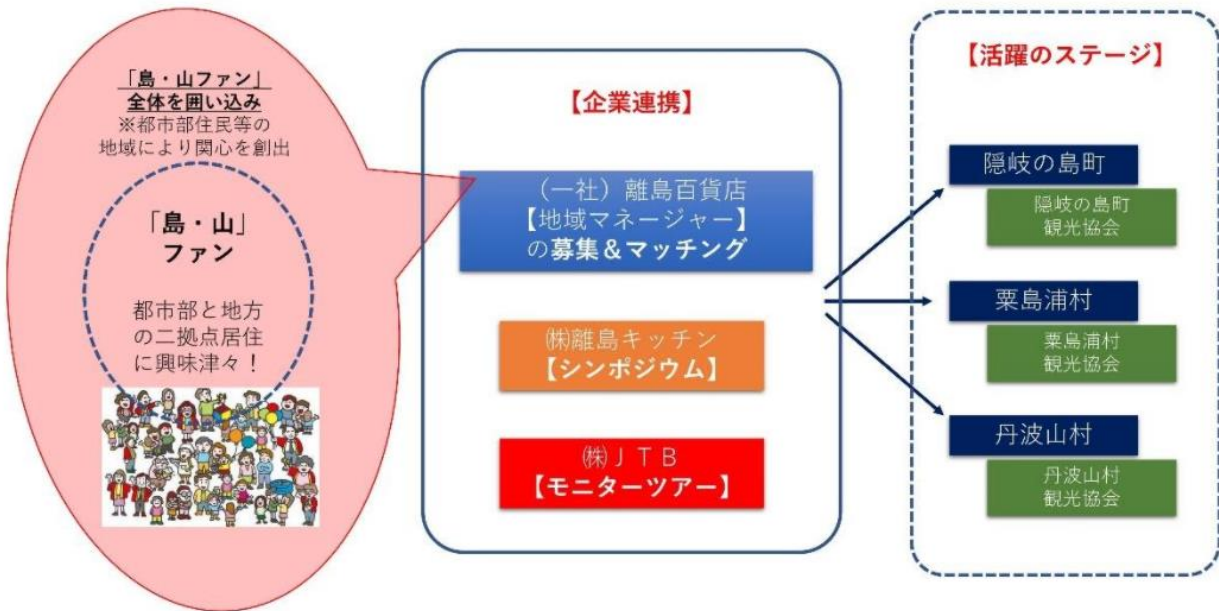 「島・山ファン」
全体を囲い込み
※都市部住民等の
地域により関心を創出
「島・山」
ファン
都市部と地方
の二拠点居住
に興味津々！
【企業連携】
（一社）離島百貨店
【地域マネージャー】
の募集＆マッチング
㈱離島キッチン
【シンポジウム】
㈱ＪＴＢ
【モニターツアー】
【活躍のステージ】
隠岐の島町
隠岐の島町
観光協会
粟島浦村
粟島浦村
観光協会
丹波山村
丹波山村
観光協会